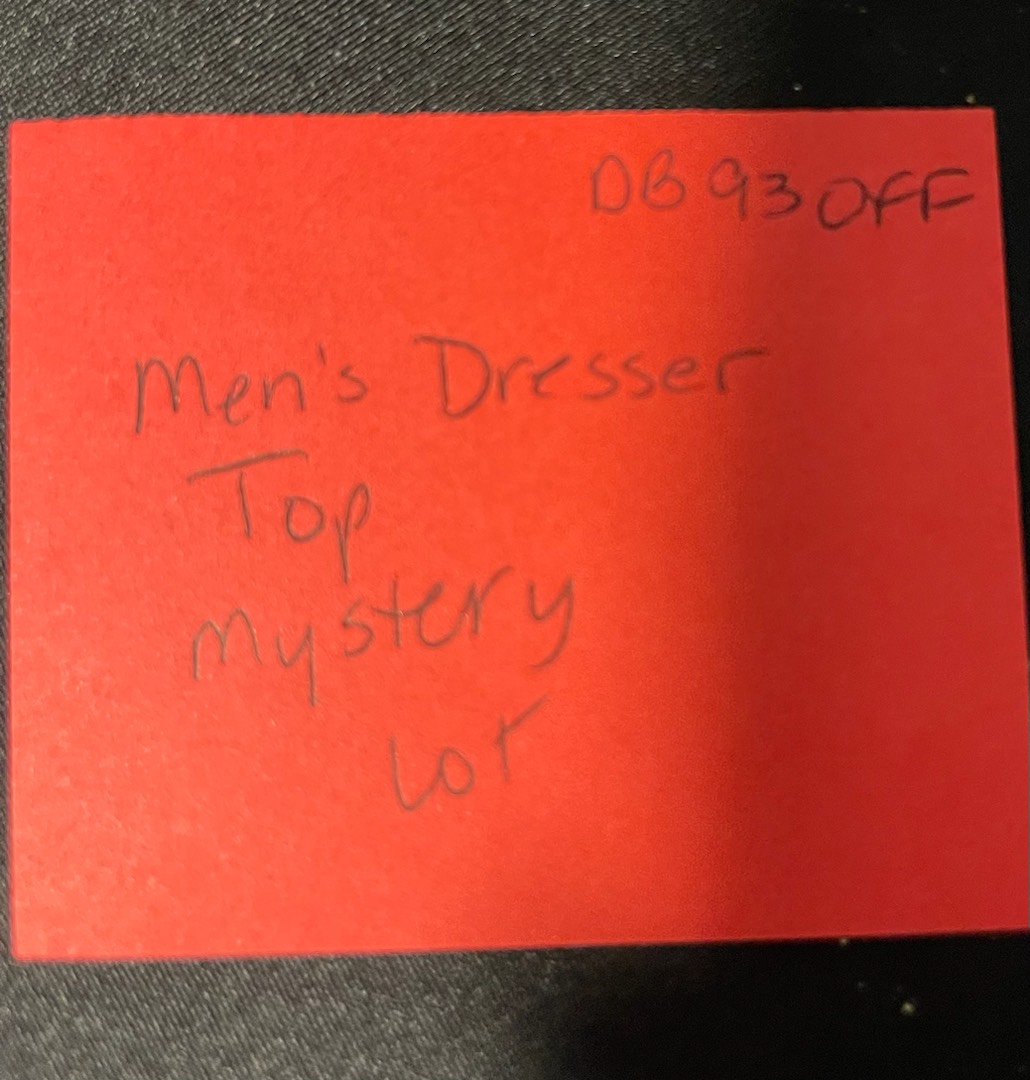 DB 93 OFF
Men's Dresser
Top
Mystery
Lot